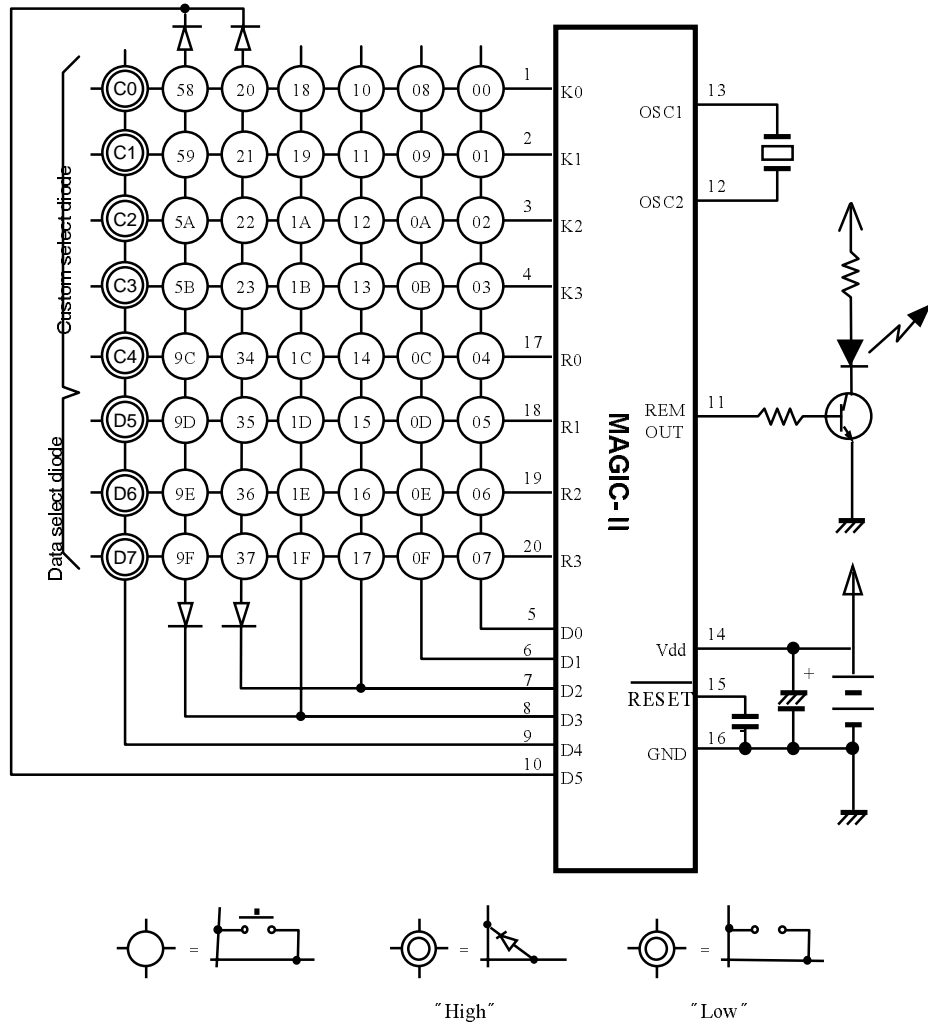 C0 58 20 18 10 08 00 1 K0
C1 59 21 19 11 09 01 2 K1
C2 5A 22 1A 12 0A 02 3 K2
C3 5B 23 1B 13 0B 03 4 K3
C4 9C 34 1C 14 0C 04 17 R0
D5 9D 35 1D 15 0D 05 18 R1
D6 9E 36 1E 16 0E 06 19 R2
D7 9F 37 1F 17 0F 07 20 R3
5 D0
6 D1
7 D2
8 D3
9 D4
10 D5
Custom select diode
Data select diode
MAGIC-II
OSC1 13
OSC2 12
REM 11
OUT
Vdd 14
+
RESET 15
GND 16
= = =
"High" "Low"